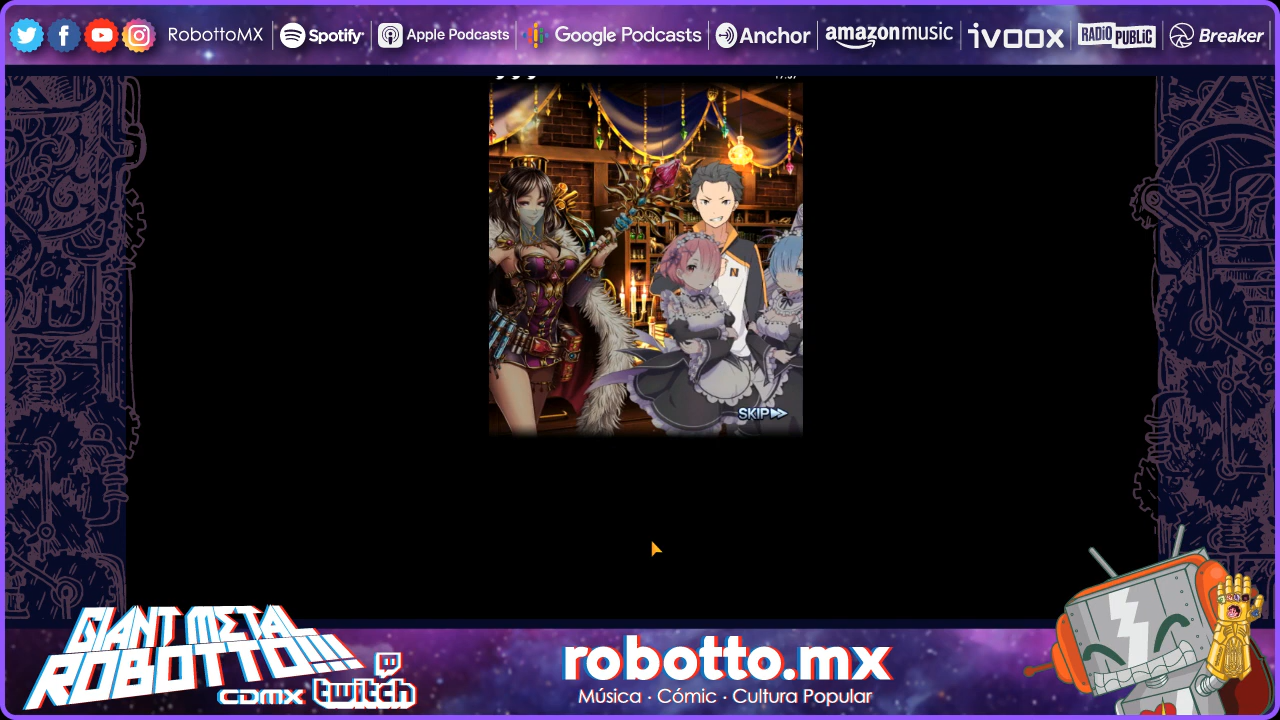 RobottoMX
Spotify
Apple Podcasts
Google Podcasts
Anchor
amazon music
ivoox
RADIO PUBLIC
Breaker
SKIP
GIANT METAL
ROBOTTO!!!
CDMX twitch
robotto.mx
Música · Cómic · Cultura Popular